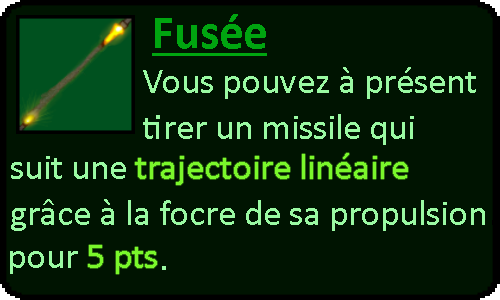 Fusée
Vous pouvez à présent
tirer un missile qui
suit une trajectoire linéaire
grâce à la focre de sa propulsion
pour 5 pts.